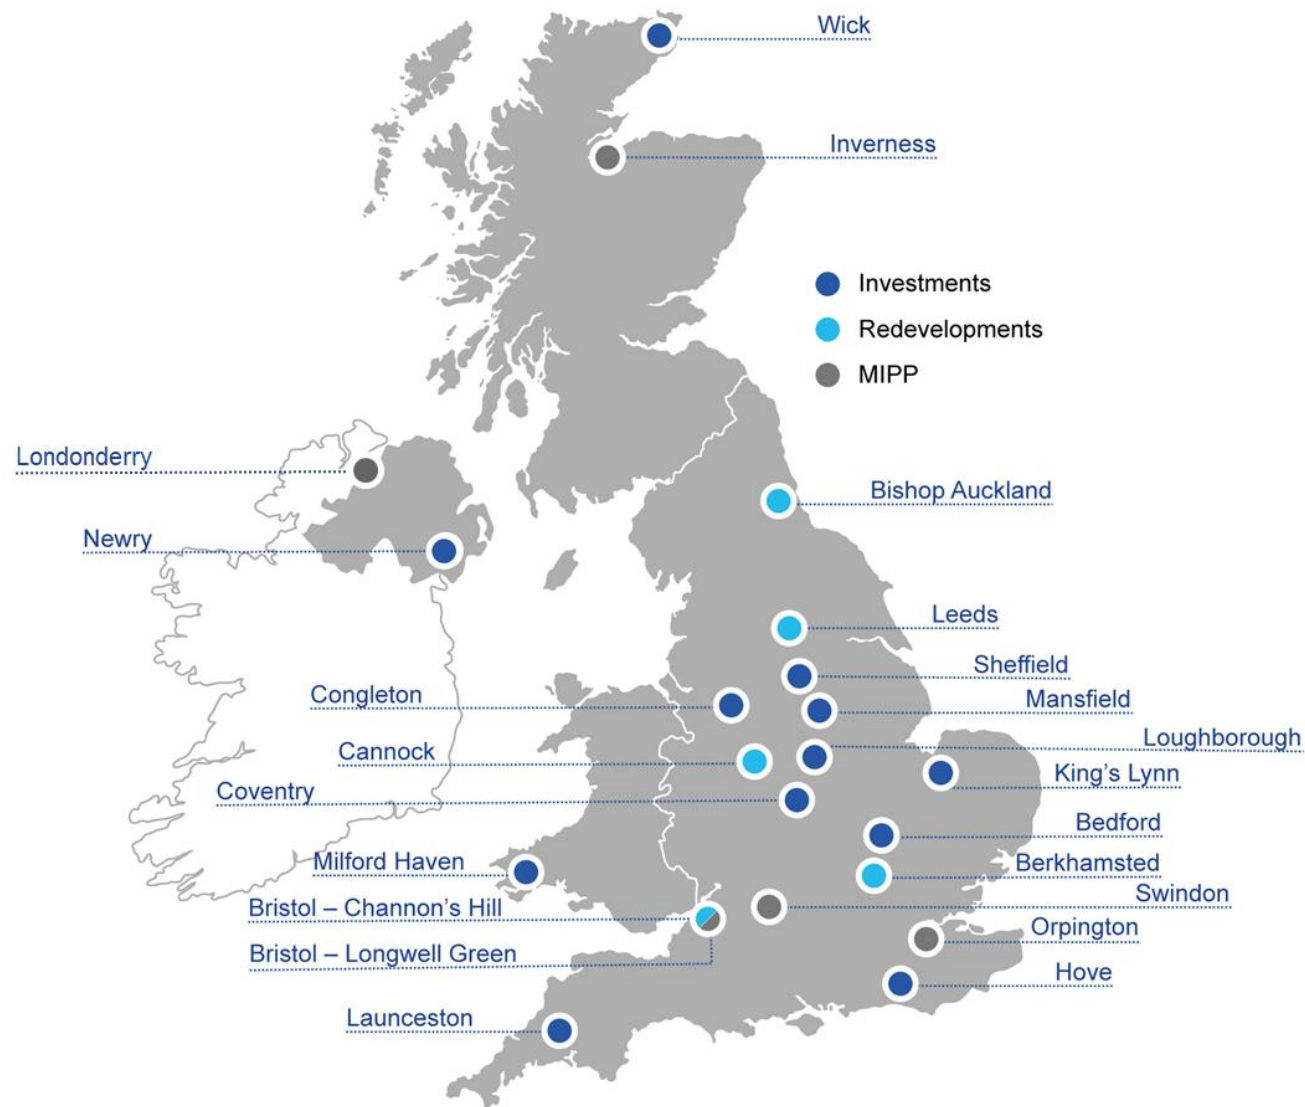 Wick
Inverness
Investments
Redevelopments
MIPP
Londonderry
Bishop Auckland
Newry
Leeds
Sheffield
Congleton
Mansfield
Loughborough
Cannock
King's Lynn
Coventry
Bedford
Milford Haven
Berkhamsted
Swindon
Bristol – Channon's Hill
Orpington
Bristol – Longwell Green
Hove
Launceston